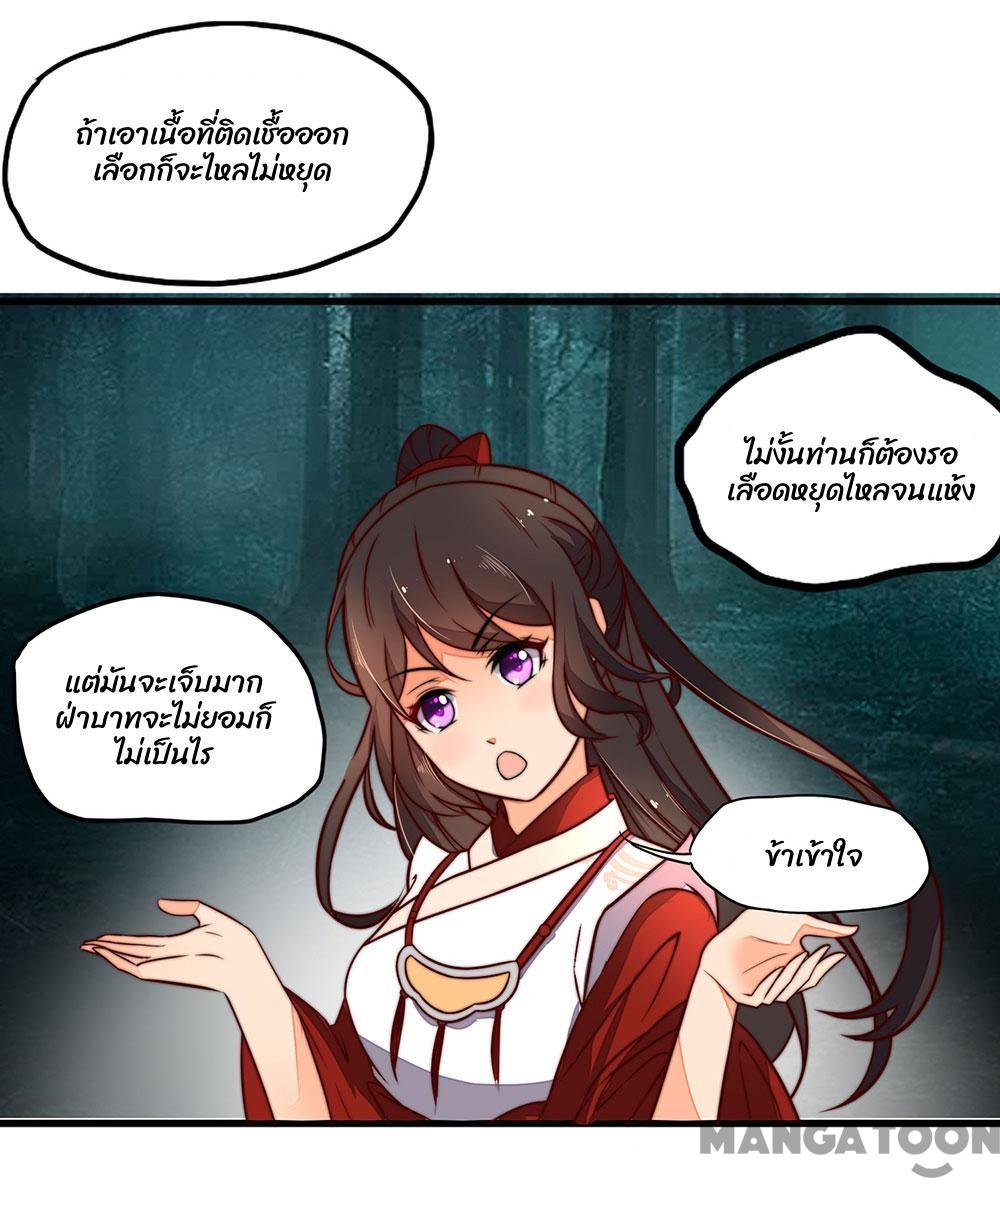 ถ้าเอาเนื้อที่ติดเชื้อออก
เลือกก็จะไหลไม่หยุด
ไม่งั้นท่านก็ต้องรอ
เลือดหยุดไหลจนแห้ง
แต่มันจะเจ็บมาก
ฝ่าบาทจะไม่ยอมก็
ไม่เป็นไร
ข้าเข้าใจ
MANGATOON